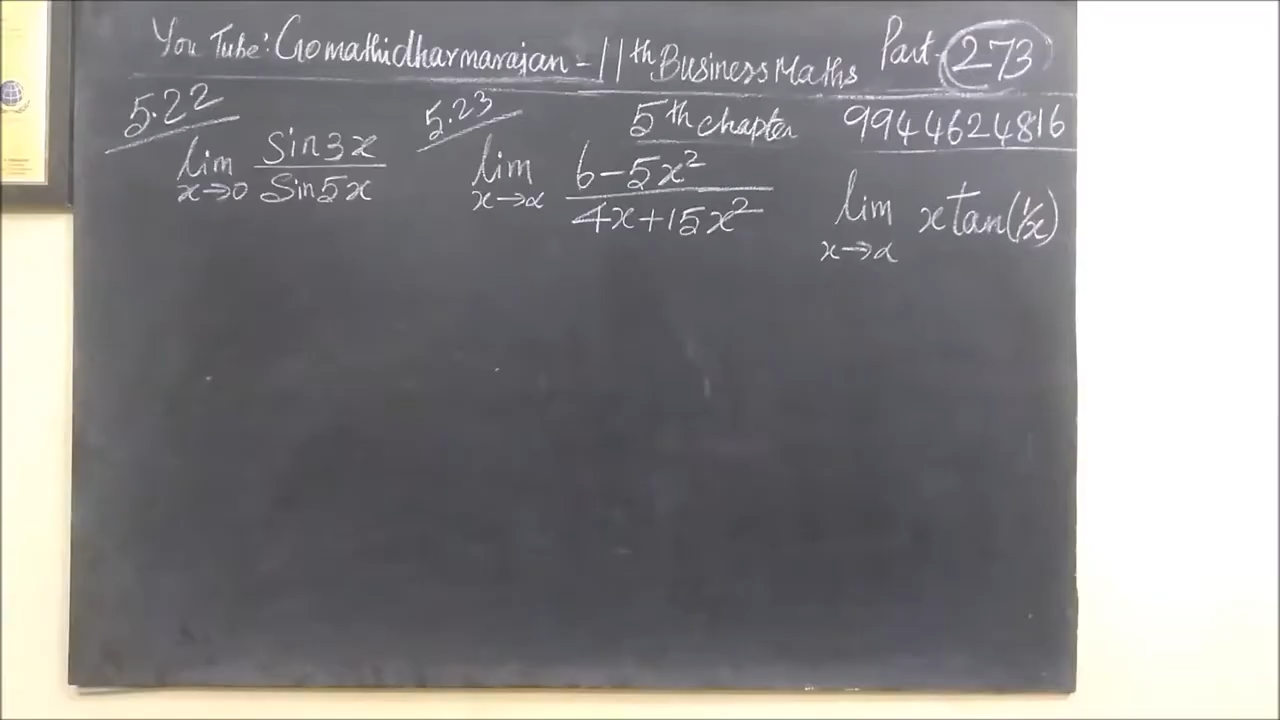 You Tube: Gomathidharmarajan - 11th Business Maths Part - 273
5.22
lim x→0 Sin3x / Sin5x
5.23
5th chapter
9944624816
lim x→α 6-5x² / 4x+15x²
lim x→α x tan(1/x)